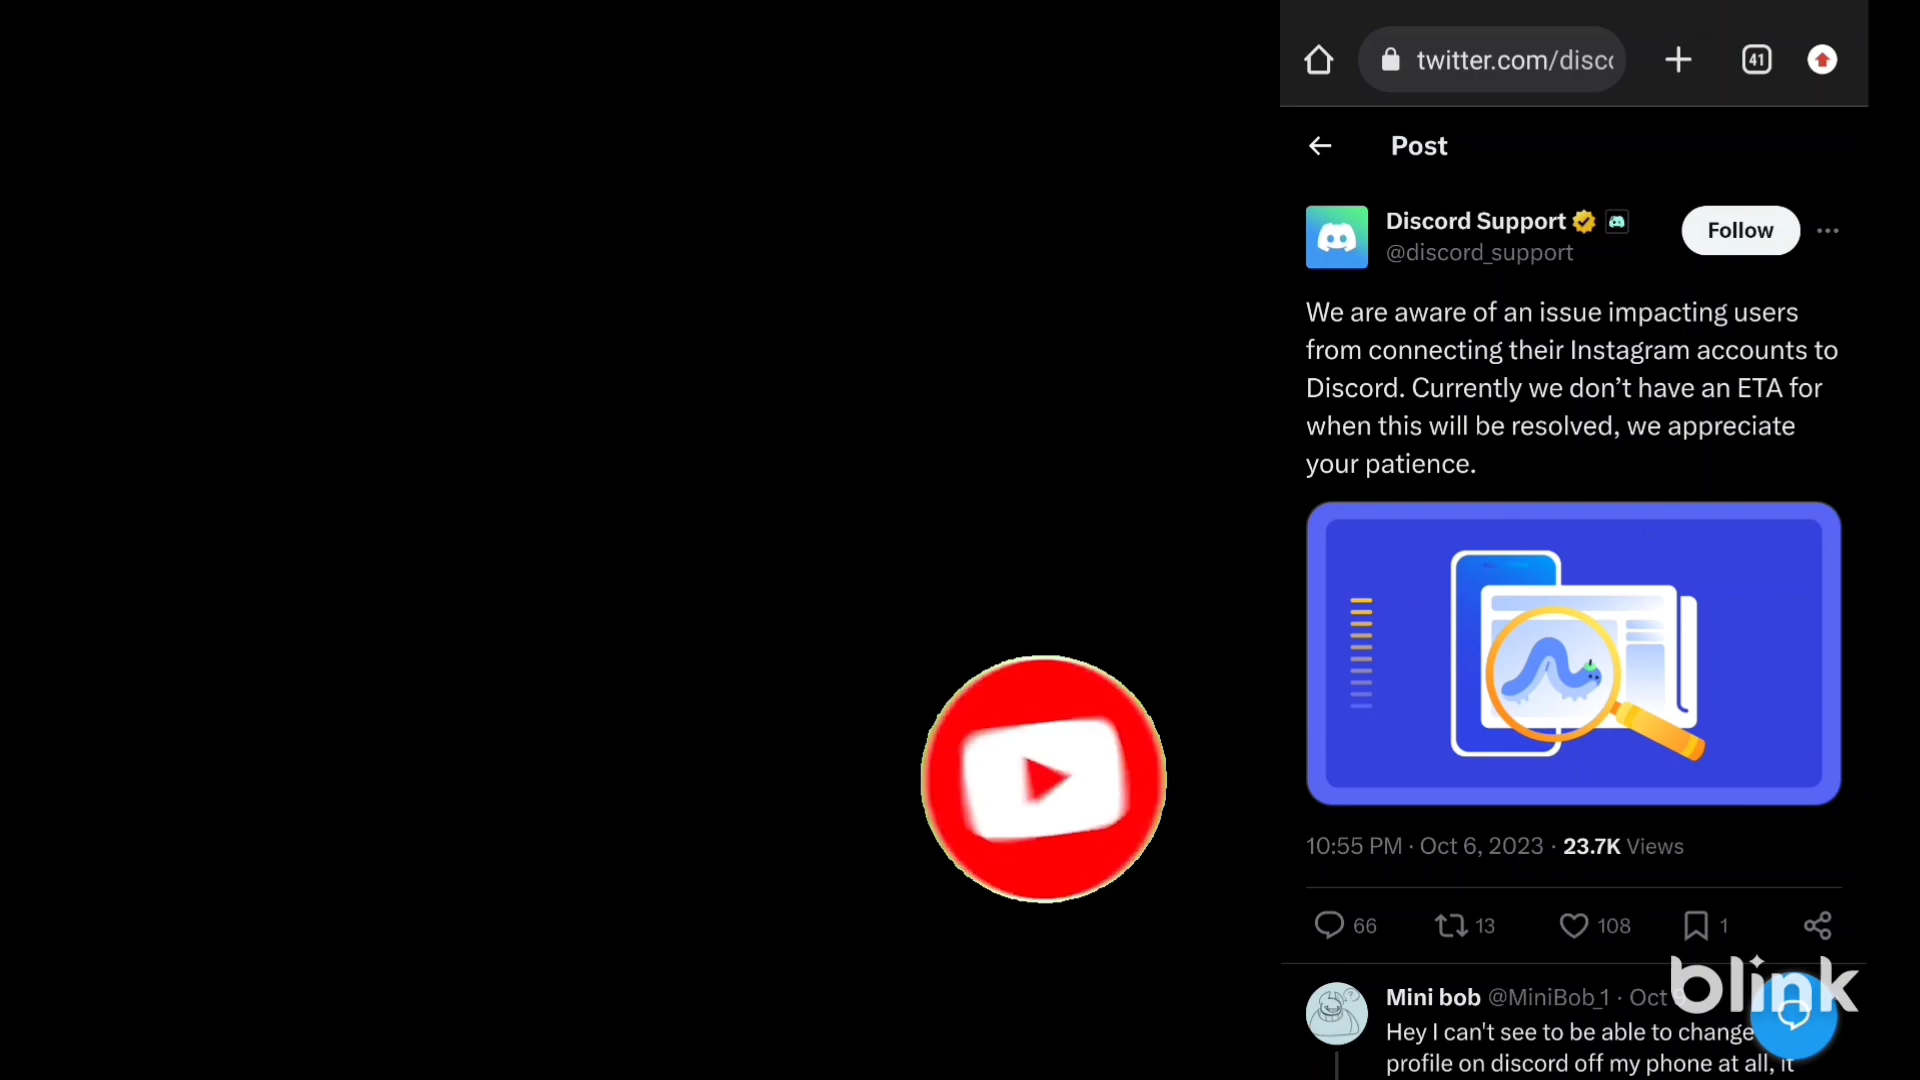 twitter.com/disc
41
Post
Discord Support
@discord_support
Follow
We are aware of an issue impacting users
from connecting their Instagram accounts to
Discord. Currently we don’t have an ETA for
when this will be resolved, we appreciate
your patience.
10:55 PM · Oct 6, 2023 · 23.7K Views
66
13
108
1
blink
Mini bob @MiniBob_1 · Oct
Hey I can't see to be able to change
profile on discord off my phone at all, it